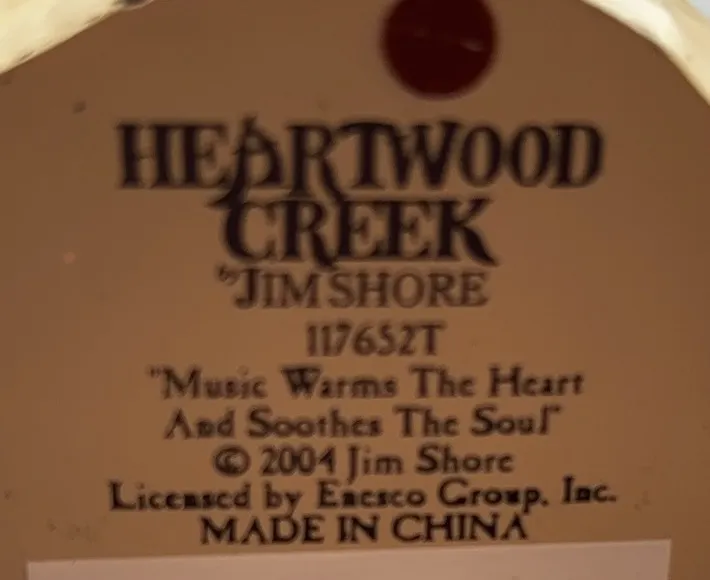 HEARTWOOD
CREEK
by JIM SHORE
117652T
"Music Warms The Heart
And Soothes The Soul"
© 2004 Jim Shore
Licensed by Enesco Group, Inc.
MADE IN CHINA